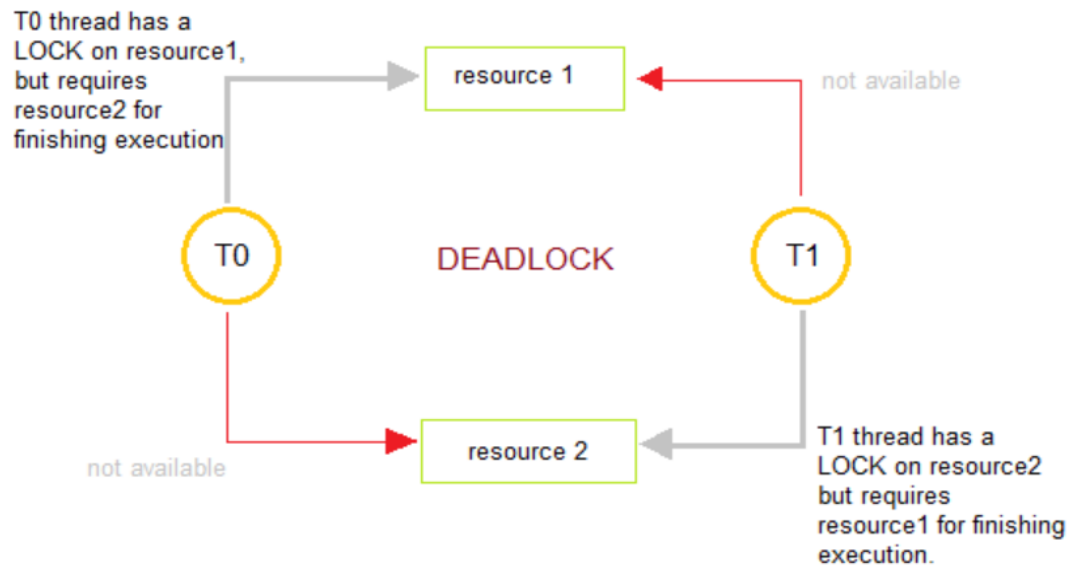 T0 thread has a
LOCK on resource1,
but requires
resource2 for
finishing execution
resource 1
not available
T0
DEADLOCK
T1
not available
resource 2
T1 thread has a
LOCK on resource2
but requires
resource1 for finishing
execution.